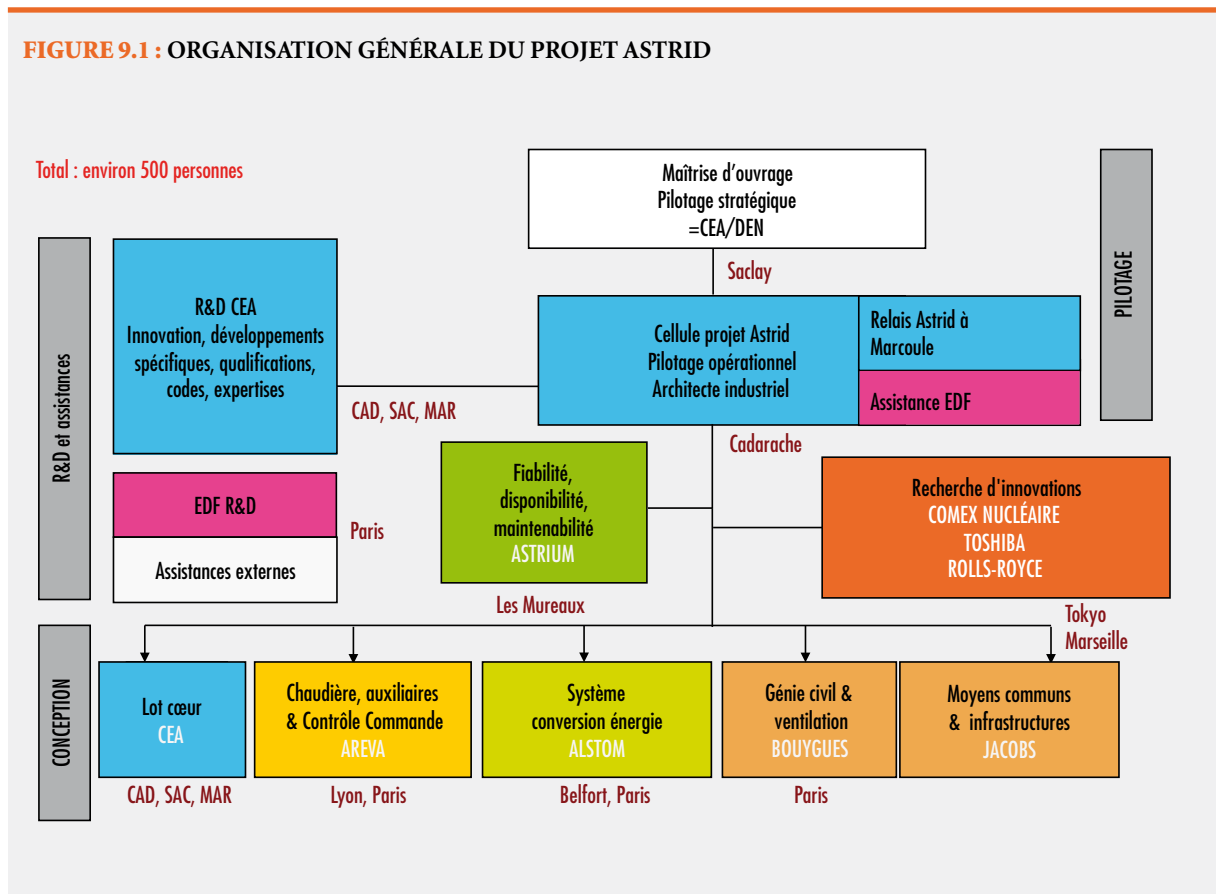 FIGURE 9.1 : ORGANISATION GÉNÉRALE DU PROJET ASTRID
Total : environ 500 personnes
Maîtrise d'ouvrage
Pilotage stratégique
=CEA/DEN
Saclay
PILOTAGE
R&D et assistances
R&D CEA
Innovation, développements
spécifiques, qualifications,
codes, expertises
CAD, SAC, MAR
Cellule projet Astrid
Pilotage opérationnel
Architecte industriel
Relais Astrid à
Marcoule
Assistance EDF
Cadarache
EDF R&D
Assistances externes
Paris
Fiabilité,
disponibilité,
maintenabilité
ASTRIUM
Les Mureaux
Recherche d'innovations
COMEX NUCLÉAIRE
TOSHIBA
ROLLS-ROYCE
Tokyo
Marseille
CONCEPTION
Lot cœur
CEA
CAD, SAC, MAR
Chaudière, auxiliaires
& Contrôle Commande
AREVA
Lyon, Paris
Système
conversion énergie
ALSTOM
Belfort, Paris
Génie civil &
ventilation
BOUYGUES
Paris
Moyens communs
& infrastructures
JACOBS